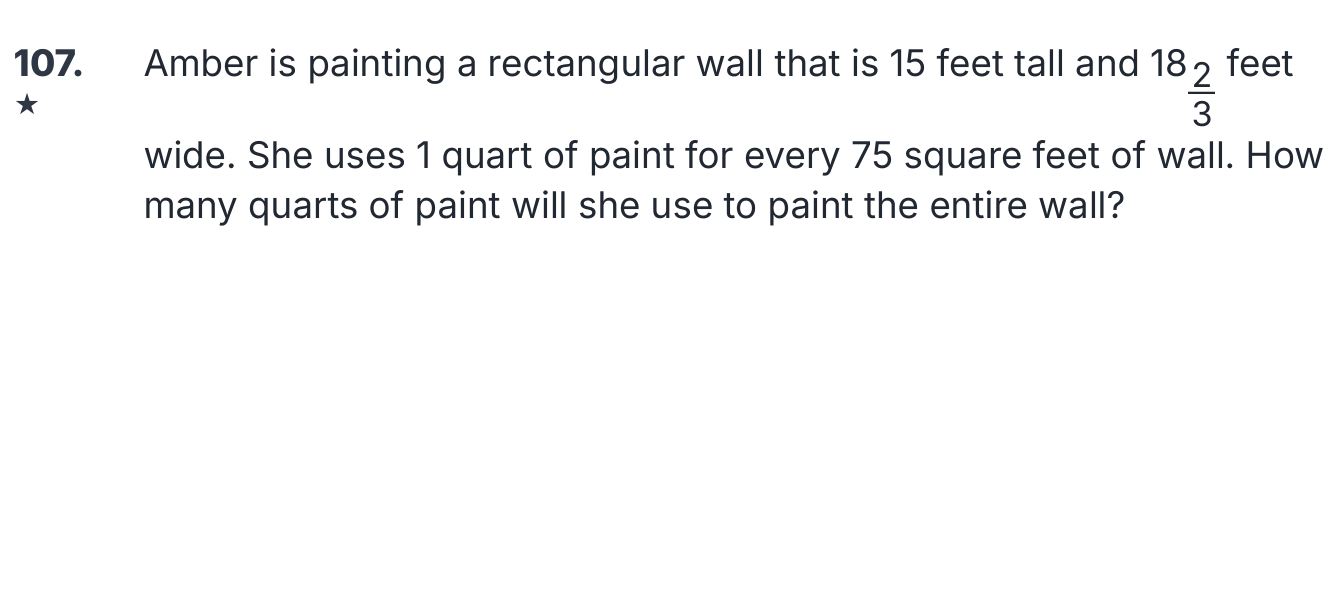 107. Amber is painting a rectangular wall that is 15 feet tall and 18 2/3 feet
★
wide. She uses 1 quart of paint for every 75 square feet of wall. How
many quarts of paint will she use to paint the entire wall?